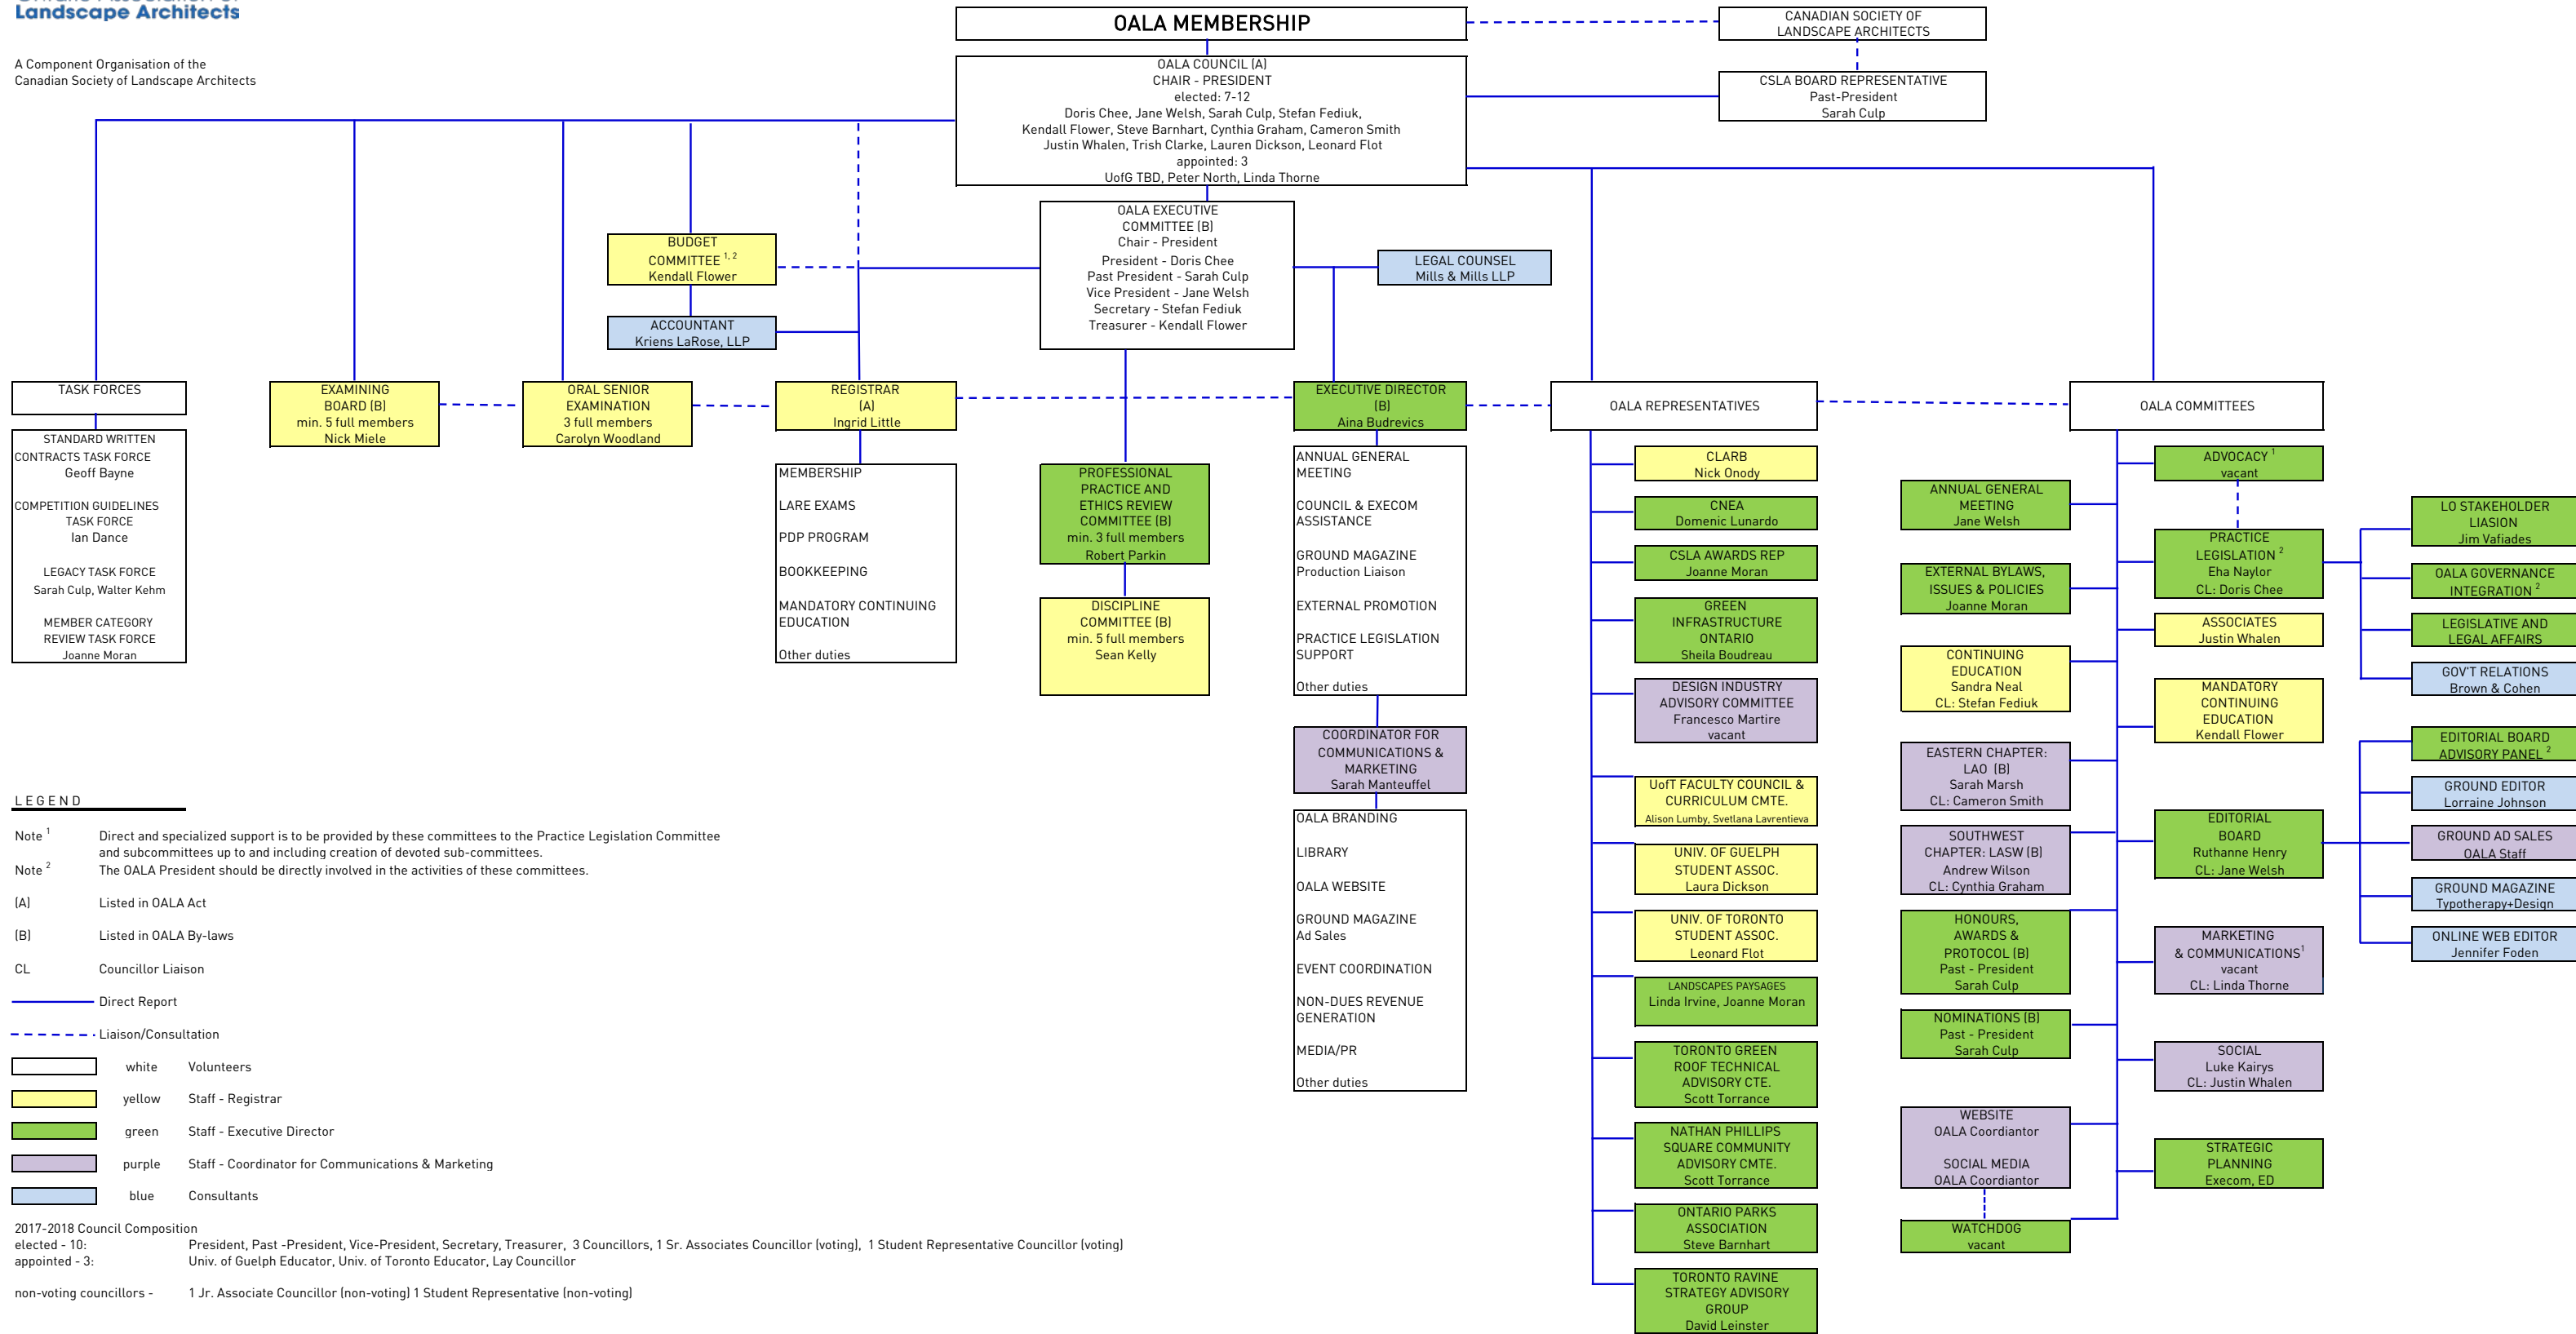 Ontario Association of
Landscape Architects
A Component Organisation of the
Canadian Society of Landscape Architects
OALA MEMBERSHIP
CANADIAN SOCIETY OF
LANDSCAPE ARCHITECTS
OALA COUNCIL (A)
CHAIR - PRESIDENT
elected: 7-12
Doris Chee, Jane Welsh, Sarah Culp, Stefan Fediuk,
Kendall Flower, Steve Barnhart, Cynthia Graham, Cameron Smith
Justin Whalen, Trish Clarke, Lauren Dickson, Leonard Flot
appointed: 3
UofG TBD, Peter North, Linda Thorne
CSLA BOARD REPRESENTATIVE
Past-President
Sarah Culp
OALA EXECUTIVE
COMMITTEE (B)
Chair - President
President - Doris Chee
Past President - Sarah Culp
Vice President - Jane Welsh
Secretary - Stefan Fediuk
Treasurer - Kendall Flower
BUDGET
COMMITTEE 1, 2
Kendall Flower
LEGAL COUNSEL
Mills & Mills LLP
ACCOUNTANT
Kriens LaRose, LLP
TASK FORCES
STANDARD WRITTEN
CONTRACTS TASK FORCE
Geoff Bayne
COMPETITION GUIDELINES
TASK FORCE
Ian Dance
LEGACY TASK FORCE
Sarah Culp, Walter Kehm
MEMBER CATEGORY
REVIEW TASK FORCE
Joanne Moran
EXAMINING
BOARD (B)
min. 5 full members
Nick Miele
ORAL SENIOR
EXAMINATION
3 full members
Carolyn Woodland
REGISTRAR
(A)
Ingrid Little
MEMBERSHIP
LARE EXAMS
PDP PROGRAM
BOOKKEEPING
MANDATORY CONTINUING
EDUCATION
Other duties
PROFESSIONAL
PRACTICE AND
ETHICS REVIEW
COMMITTEE (B)
min. 3 full members
Robert Parkin
DISCIPLINE
COMMITTEE (B)
min. 5 full members
Sean Kelly
EXECUTIVE DIRECTOR
(B)
Aina Budrevics
ANNUAL GENERAL
MEETING
COUNCIL & EXECOM
ASSISTANCE
GROUND MAGAZINE
Production Liaison
EXTERNAL PROMOTION
PRACTICE LEGISLATION
SUPPORT
Other duties
COORDINATOR FOR
COMMUNICATIONS &
MARKETING
Sarah Manteuffel
OALA BRANDING
LIBRARY
OALA WEBSITE
GROUND MAGAZINE
Ad Sales
EVENT COORDINATION
NON-DUES REVENUE
GENERATION
MEDIA/PR
Other duties
OALA REPRESENTATIVES
CLARB
Nick Onody
CNEA
Domenic Lunardo
CSLA AWARDS REP
Joanne Moran
GREEN
INFRASTRUCTURE
ONTARIO
Sheila Boudreau
DESIGN INDUSTRY
ADVISORY COMMITTEE
Francesco Martire
vacant
UofT FACULTY COUNCIL &
CURRICULUM CMTE.
Alison Lumby, Svetlana Lavrentieva
UNIV. OF GUELPH
STUDENT ASSOC.
Laura Dickson
UNIV. OF TORONTO
STUDENT ASSOC.
Leonard Flot
LANDSCAPES PAYSAGES
Linda Irvine, Joanne Moran
TORONTO GREEN
ROOF TECHNICAL
ADVISORY CTE.
Scott Torrance
NATHAN PHILLIPS
SQUARE COMMUNITY
ADVISORY CMTE.
Scott Torrance
ONTARIO PARKS
ASSOCIATION
Steve Barnhart
TORONTO RAVINE
STRATEGY ADVISORY
GROUP
David Leinster
OALA COMMITTEES
ANNUAL GENERAL
MEETING
Jane Welsh
EXTERNAL BYLAWS,
ISSUES & POLICIES
Joanne Moran
CONTINUING
EDUCATION
Sandra Neal
CL: Stefan Fediuk
EASTERN CHAPTER:
LAO (B)
Sarah Marsh
CL: Cameron Smith
SOUTHWEST
CHAPTER: LASW (B)
Andrew Wilson
CL: Cynthia Graham
HONOURS,
AWARDS &
PROTOCOL (B)
Past - President
Sarah Culp
NOMINATIONS (B)
Past - President
Sarah Culp
WEBSITE
OALA Coordiantor
SOCIAL MEDIA
OALA Coordiantor
WATCHDOG
vacant
ADVOCACY 1
vacant
PRACTICE
LEGISLATION 2
Eha Naylor
CL: Doris Chee
ASSOCIATES
Justin Whalen
MANDATORY
CONTINUING
EDUCATION
Kendall Flower
EDITORIAL
BOARD
Ruthanne Henry
CL: Jane Welsh
MARKETING
& COMMUNICATIONS1
vacant
CL: Linda Thorne
SOCIAL
Luke Kairys
CL: Justin Whalen
STRATEGIC
PLANNING
Execom, ED
LO STAKEHOLDER
LIASION
Jim Vafiades
OALA GOVERNANCE
INTEGRATION 2
LEGISLATIVE AND
LEGAL AFFAIRS
GOV'T RELATIONS
Brown & Cohen
EDITORIAL BOARD
ADVISORY PANEL 2
GROUND EDITOR
Lorraine Johnson
GROUND AD SALES
OALA Staff
GROUND MAGAZINE
Typotherapy+Design
ONLINE WEB EDITOR
Jennifer Foden
LEGEND
Note 1 Direct and specialized support is to be provided by these committees to the Practice Legislation Committee
and subcommittees up to and including creation of devoted sub-committees.
Note 2 The OALA President should be directly involved in the activities of these committees.
(A) Listed in OALA Act
(B) Listed in OALA By-laws
CL Councillor Liaison
Direct Report
Liaison/Consultation
white Volunteers
yellow Staff - Registrar
green Staff - Executive Director
purple Staff - Coordinator for Communications & Marketing
blue Consultants
2017-2018 Council Composition
elected - 10: President, Past -President, Vice-President, Secretary, Treasurer, 3 Councillors, 1 Sr. Associates Councillor (voting), 1 Student Representative Councillor (voting)
appointed - 3: Univ. of Guelph Educator, Univ. of Toronto Educator, Lay Councillor
non-voting councillors - 1 Jr. Associate Councillor (non-voting) 1 Student Representative (non-voting)